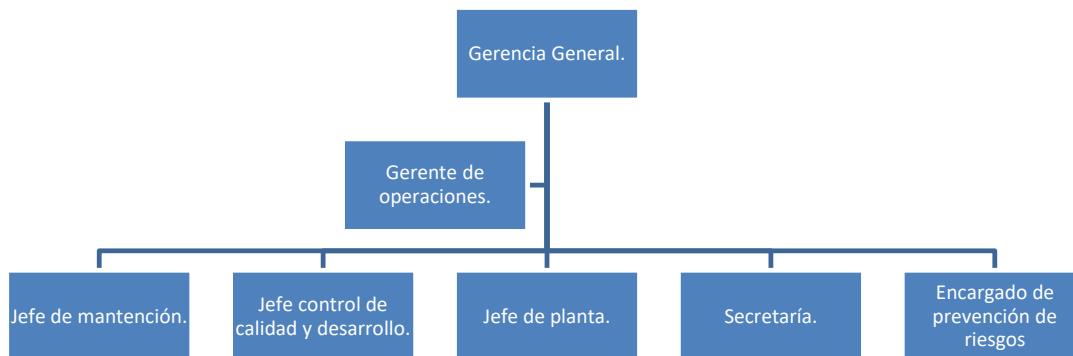 Gerencia General.
Gerente de
operaciones.
Jefe de mantención.
Jefe control de
calidad y desarrollo.
Jefe de planta.
Secretaría.
Encargado de
prevención de
riesgos